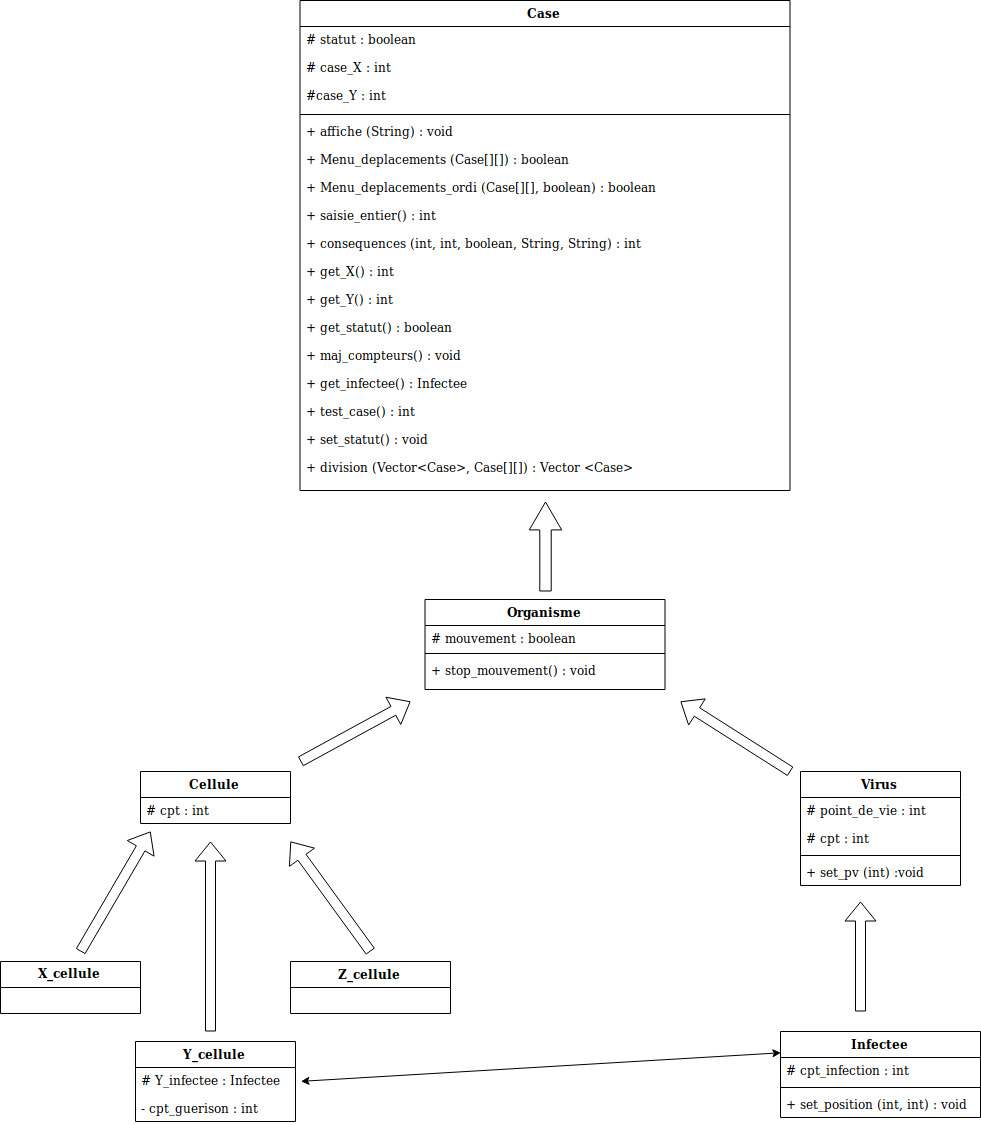 Case
# statut : boolean
# case_X : int
#case_Y : int
+ affiche (String) : void
+ Menu_deplacements (Case[][]) : boolean
+ Menu_deplacements_ordi (Case[][], boolean) : boolean
+ saisie_entier() : int
+ consequences (int, int, boolean, String, String) : int
+ get_X() : int
+ get_Y() : int
+ get_statut() : boolean
+ maj_compteurs() : void
+ get_infectee() : Infectee
+ test_case() : int
+ set_statut() : void
+ division (Vector<Case>, Case[][]) : Vector <Case>
Organisme
# mouvement : boolean
+ stop_mouvement() : void
Cellule
# cpt : int
Virus
# point_de_vie : int
# cpt : int
+ set_pv (int) :void
X_cellule
Z_cellule
Y_cellule
# Y_infectee : Infectee
- cpt_guerison : int
Infectee
# cpt_infection : int
+ set_position (int, int) : void